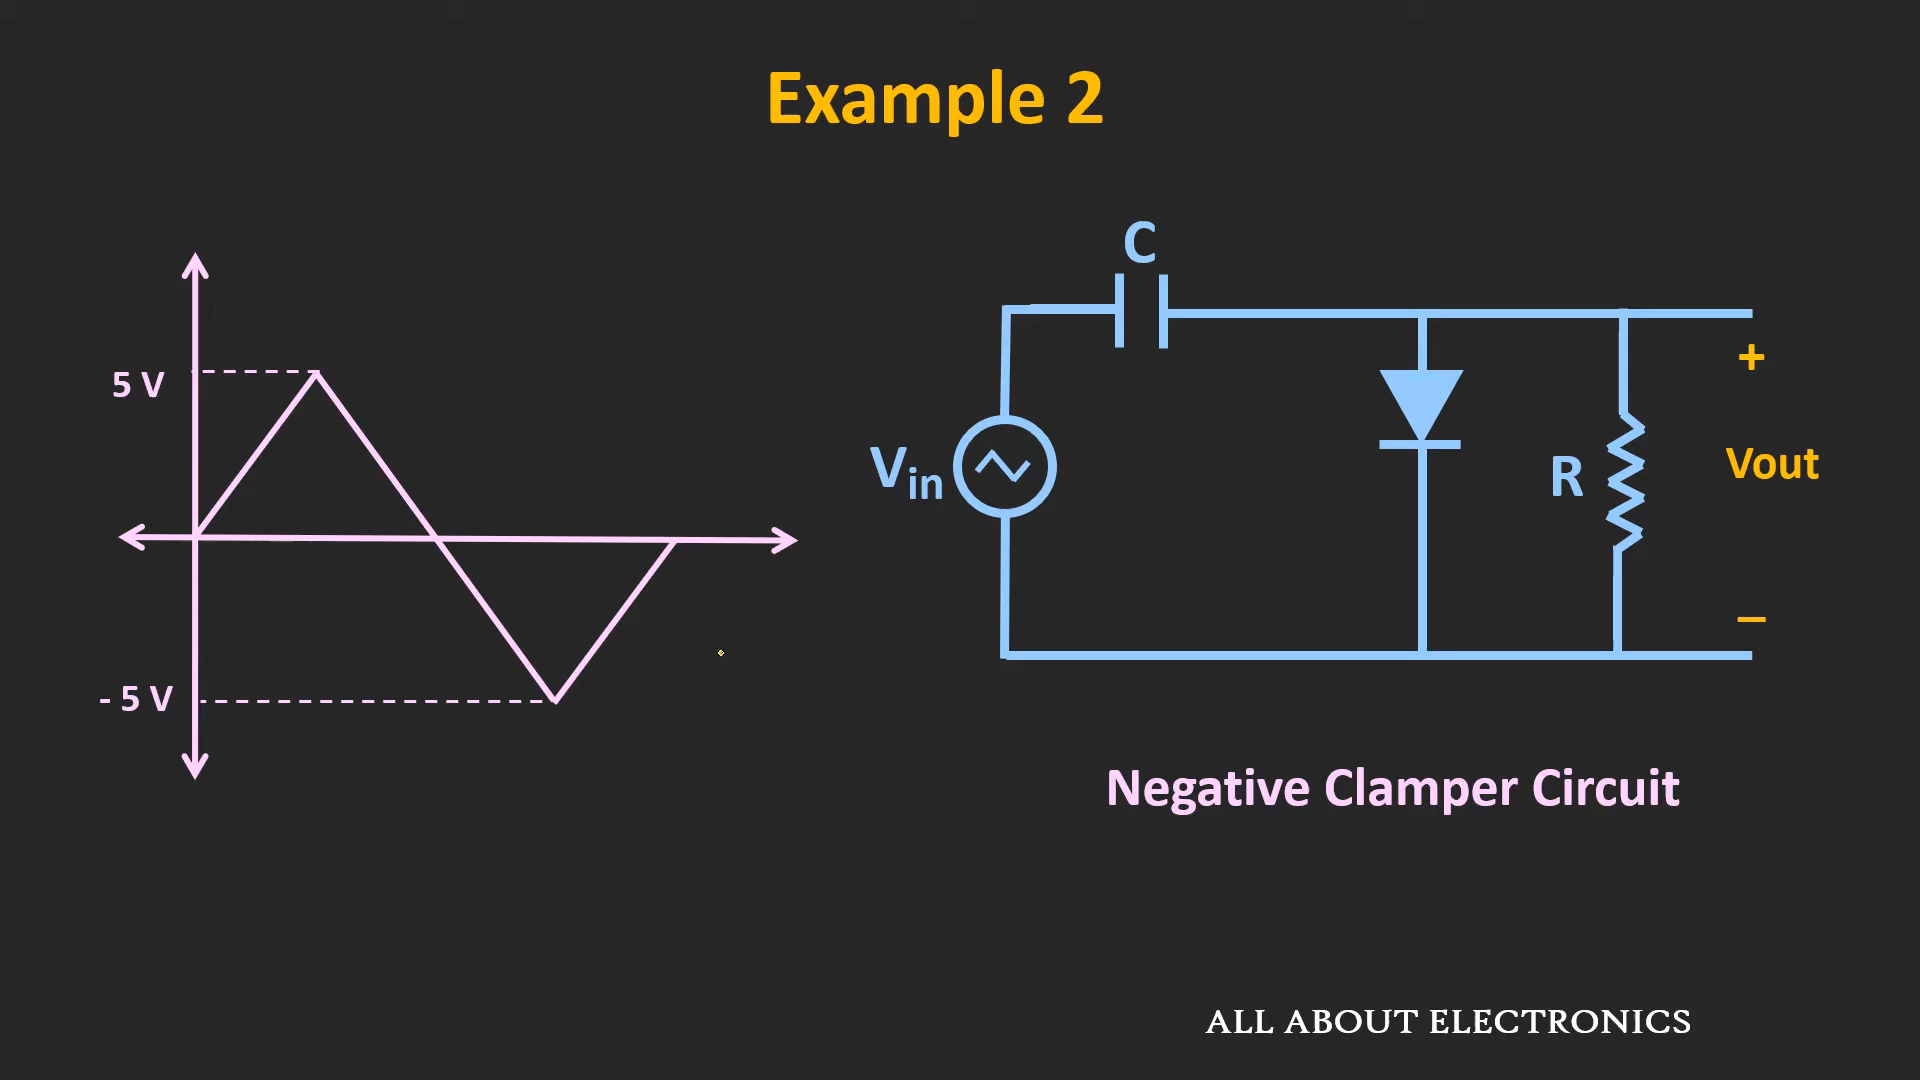 Example 2
C
5 V
+
Vin
R
Vout
–
- 5 V
Negative Clamper Circuit
ALL ABOUT ELECTRONICS